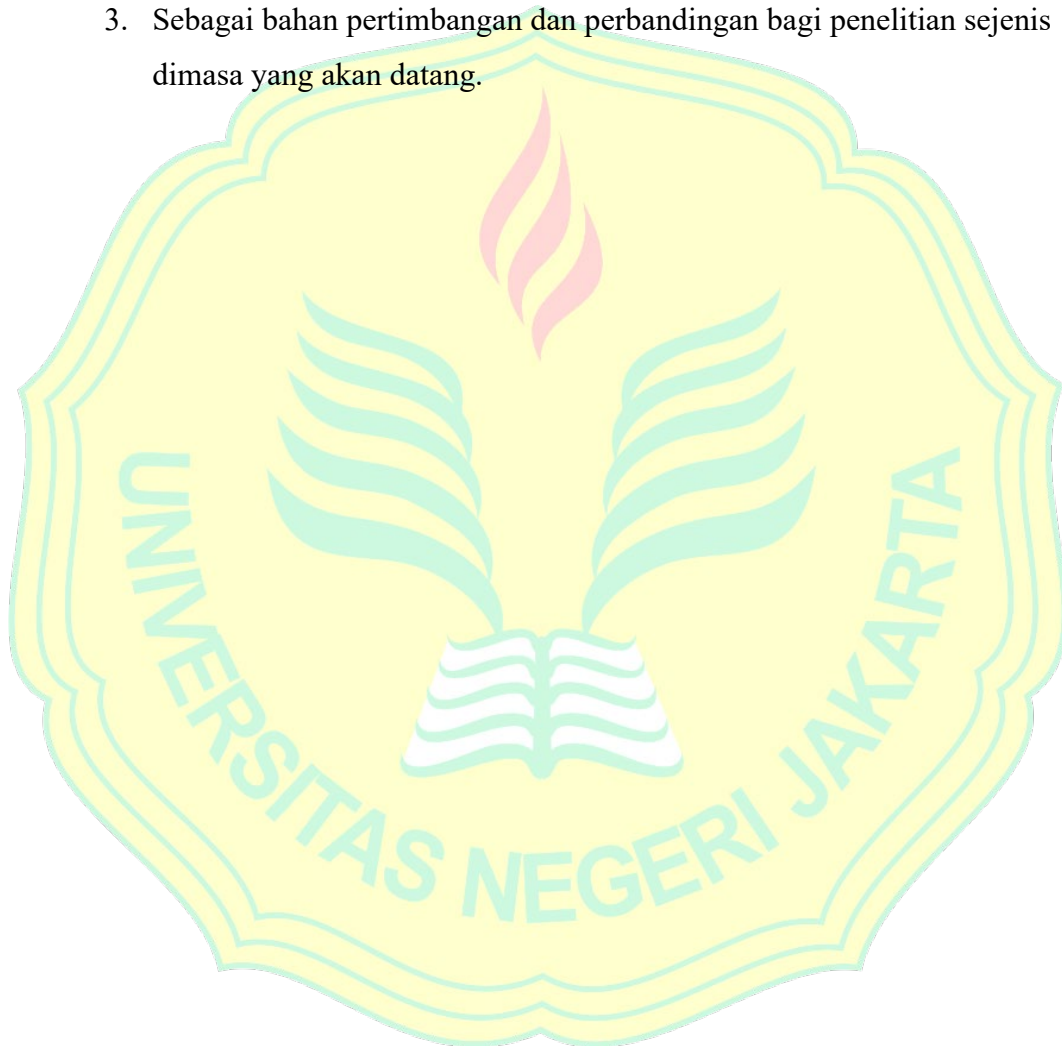 3. Sebagai bahan pertimbangan dan perbandingan bagi penelitian sejenis
dimasa yang akan datang.
UNIVERSITAS NEGERI JAKARTA